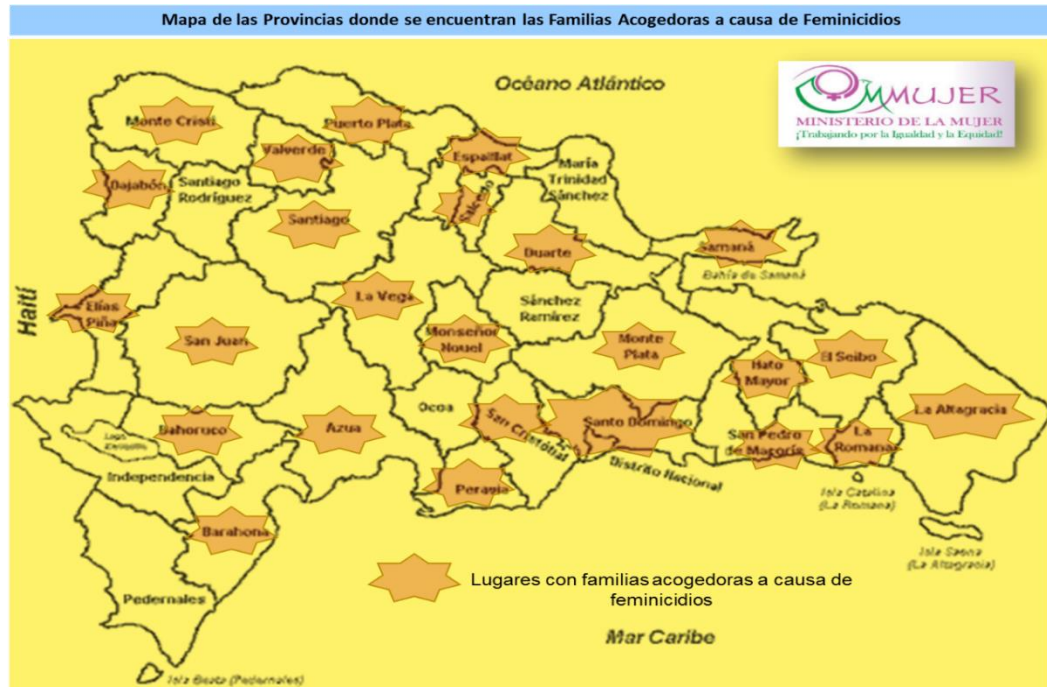 Mapa de las Provincias donde se encuentran las Familias Acogedoras a causa de Feminicidios
Océano Atlántico
MMUJER
MINISTERIO DE LA MUJER
¡Trabajando por la Igualdad y la Equidad!
Monte Cristi
Puerto Plata
Valverde
Espaillat
María
Trinidad
Sánchez
Dajabón
Santiago
Rodríguez
Salcedo
Santiago
Duarte
Samaná
Bahía de Samaná
Haití
Elías
Piña
La Vega
Sánchez
Ramírez
San Juan
Monseñor
Nouel
Monte
Plata
El Seibo
Hato
Mayor
La Altagracia
Bahoruco
Azua
Ocoa
San Cristóbal
Santo Domingo
San Pedro
de Macorís
La
Romana
Lago
Independencia
Peravia
Distrito Nacional
Isla Catalina
(La Romana)
Barahona
Isla Saona
(La Altagracia)
Lugares con familias acogedoras a causa de
feminicidios
Pedernales
Mar Caribe
Isla Beata (Pedernales)